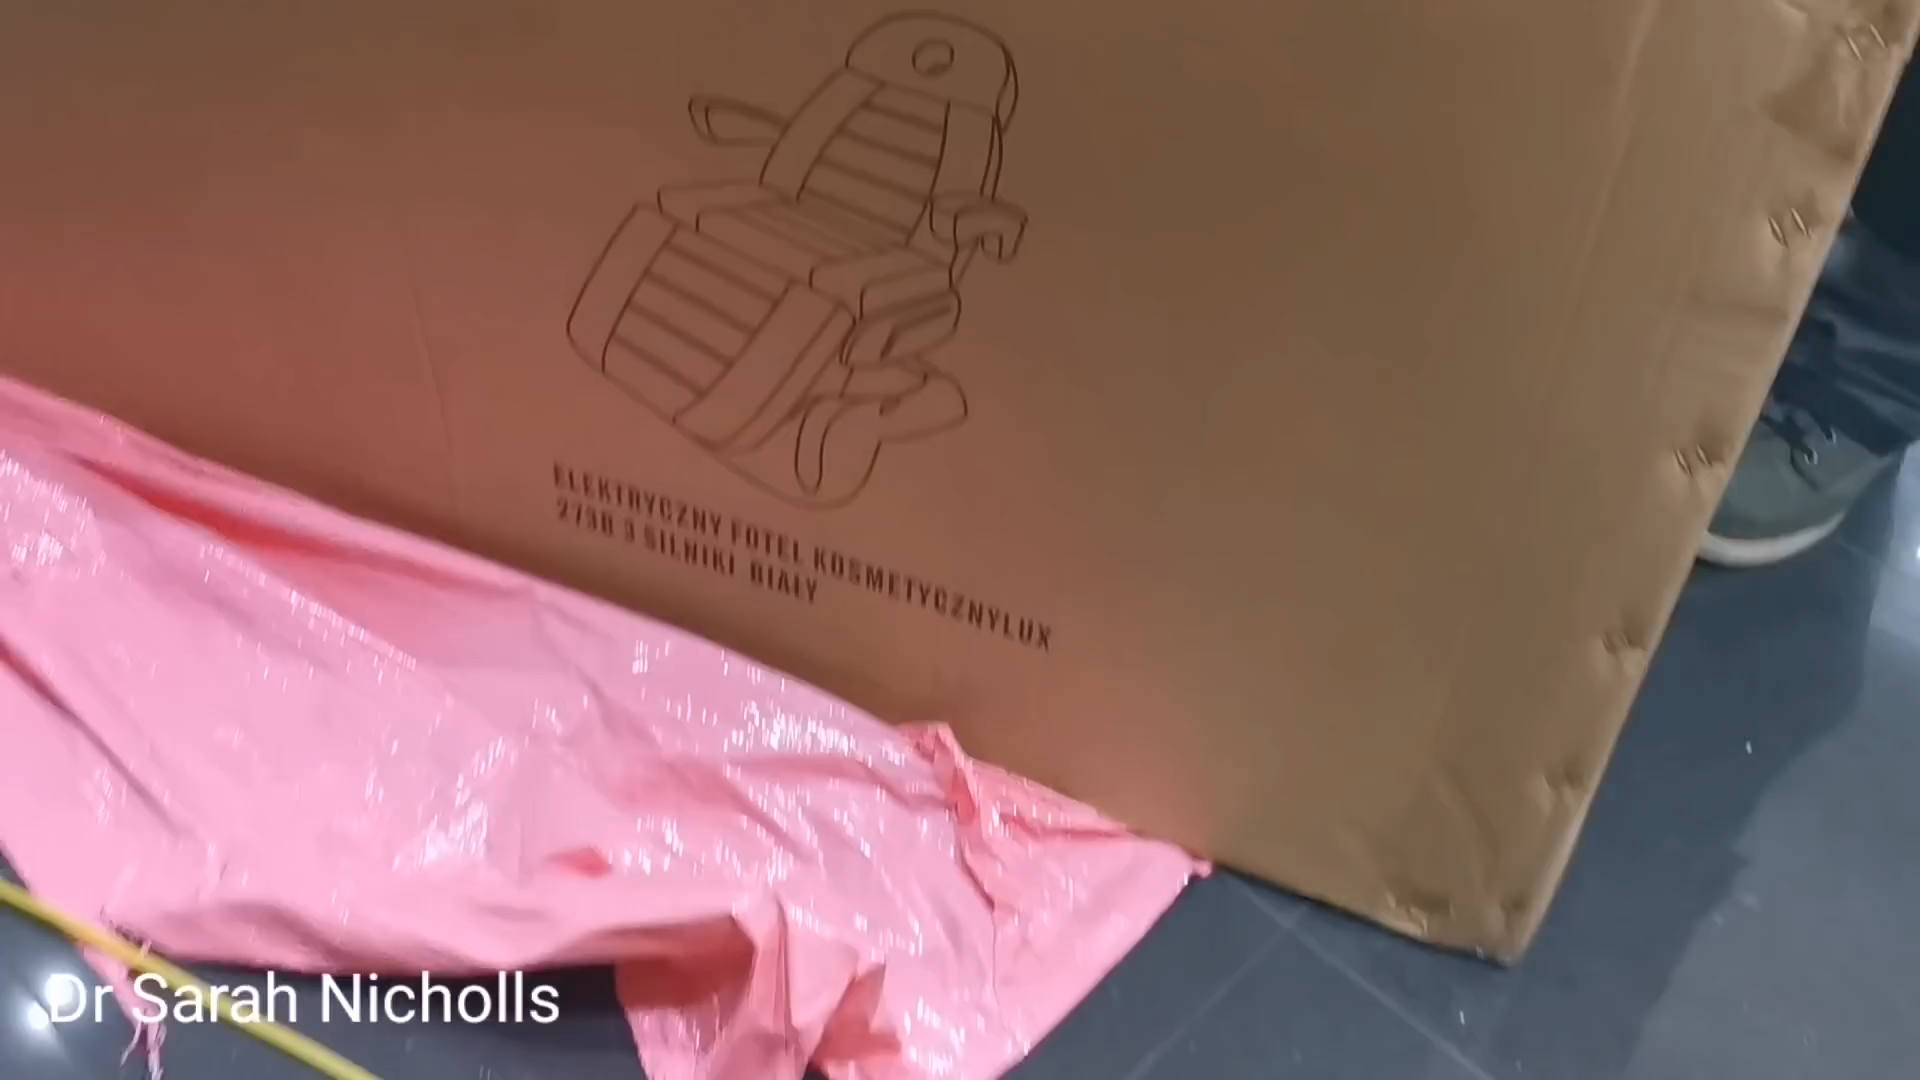 ELEKTRYCZNY FOTEL KOSMETYCZNYLUX
273B 3 SILNIKI BIAŁY
Dr Sarah Nicholls